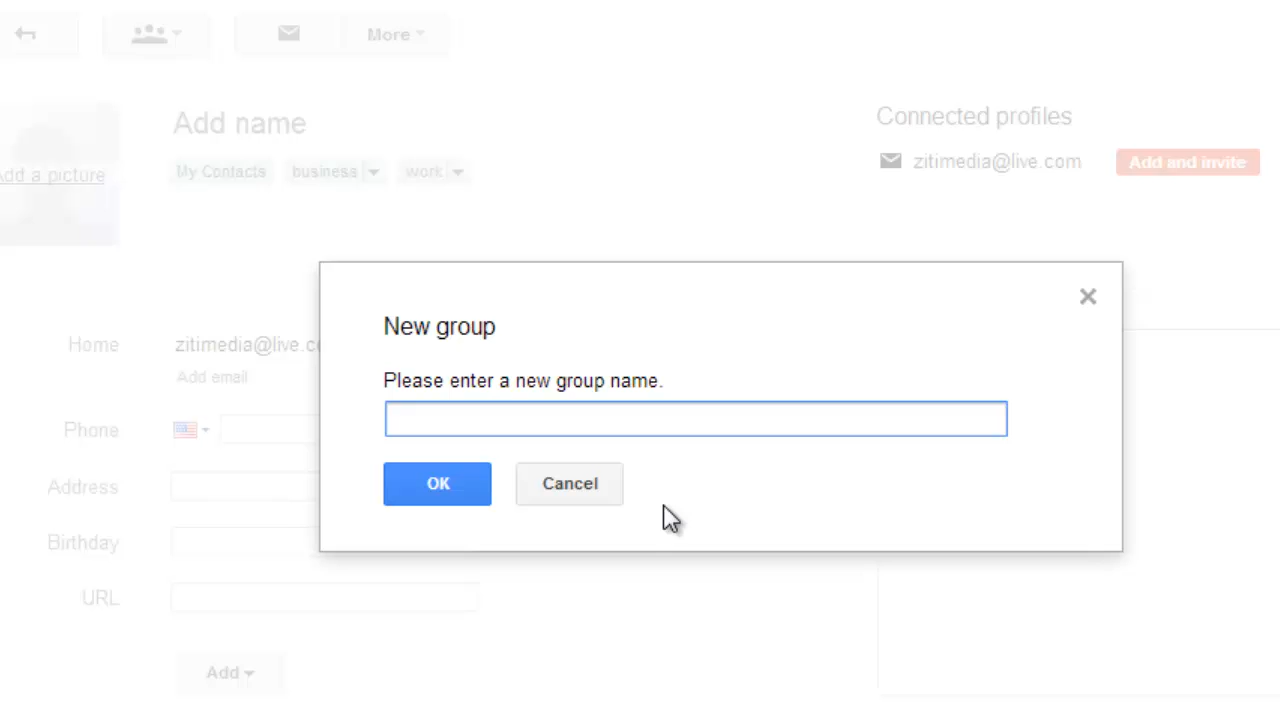 More
Add name
Connected profiles
Add a picture
My Contacts business work
zitimedia@live.com Add and invite
New group
Please enter a new group name.
OK Cancel
Home zitimedia@live.c
Add email
Phone
Address
Birthday
URL
Add